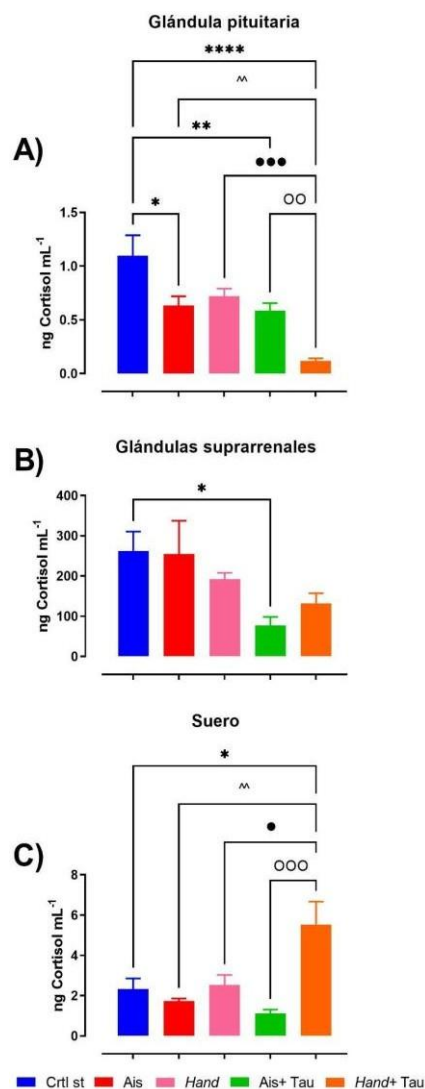 Glándula pituitaria
****
^^
**
A)
●●●
*
○○
1.5
1.0
0.5
0.0
ng Cortisol mL-1
Glándulas suprarrenales
B)
*
400
300
200
100
0
ng Cortisol mL-1
Suero
*
^^
●
C)
○○○
8
6
4
2
0
ng Cortisol mL-1
Crtl st Ais Hand Ais+ Tau Hand+ Tau